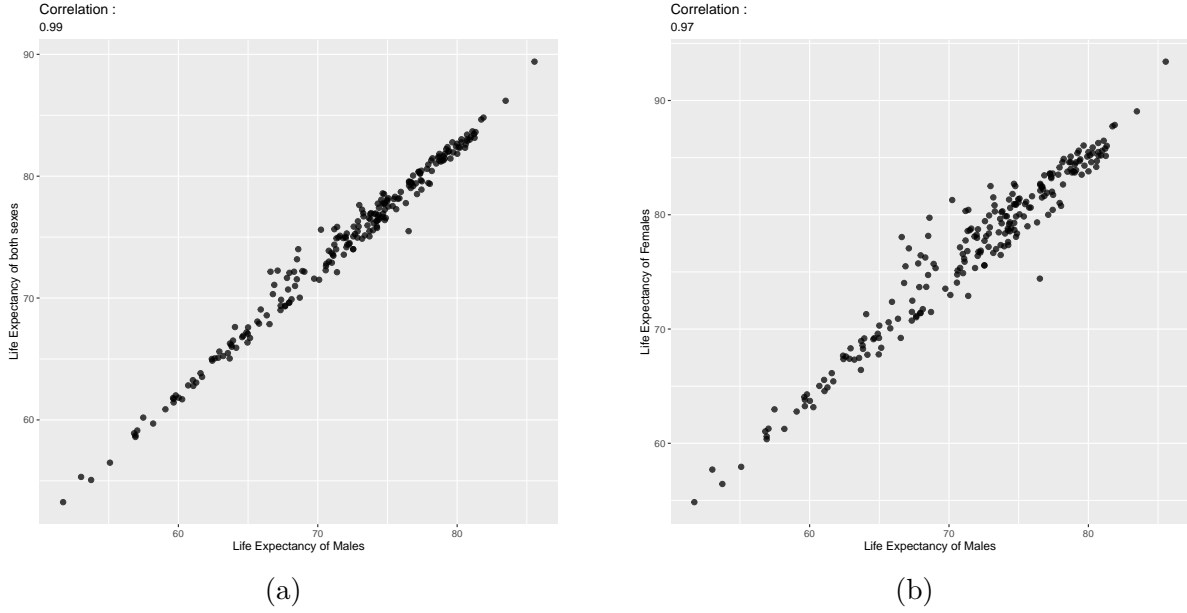 Correlation :
0.99
90
80
70
60
60
70
80
Life Expectancy of both sexes
Life Expectancy of Males
(a)
Correlation :
0.97
90
80
70
60
60
70
80
Life Expectancy of Females
Life Expectancy of Males
(b)